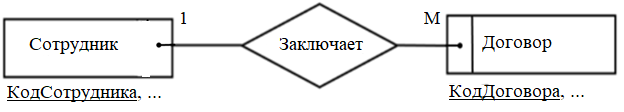 1 М
Сотрудник Заключает Договор
КодСотрудника, ... КодДоговора, ...